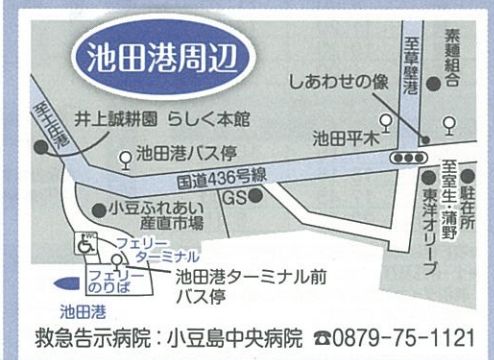 池田港周辺
至草壁港
素麺組合
しあわせの像
至土庄港
井上誠耕園 らしく本館
池田平木
池田港バス停
国道436号線
至室生・蒲野
駐在所
東洋オリーブ
GS
小豆ふれあい
産直市場
WC
フェリー
ターミナル
フェリー
のりば
池田港ターミナル前
バス停
池田港
救急告示病院：小豆島中央病院 ☎0879-75-1121